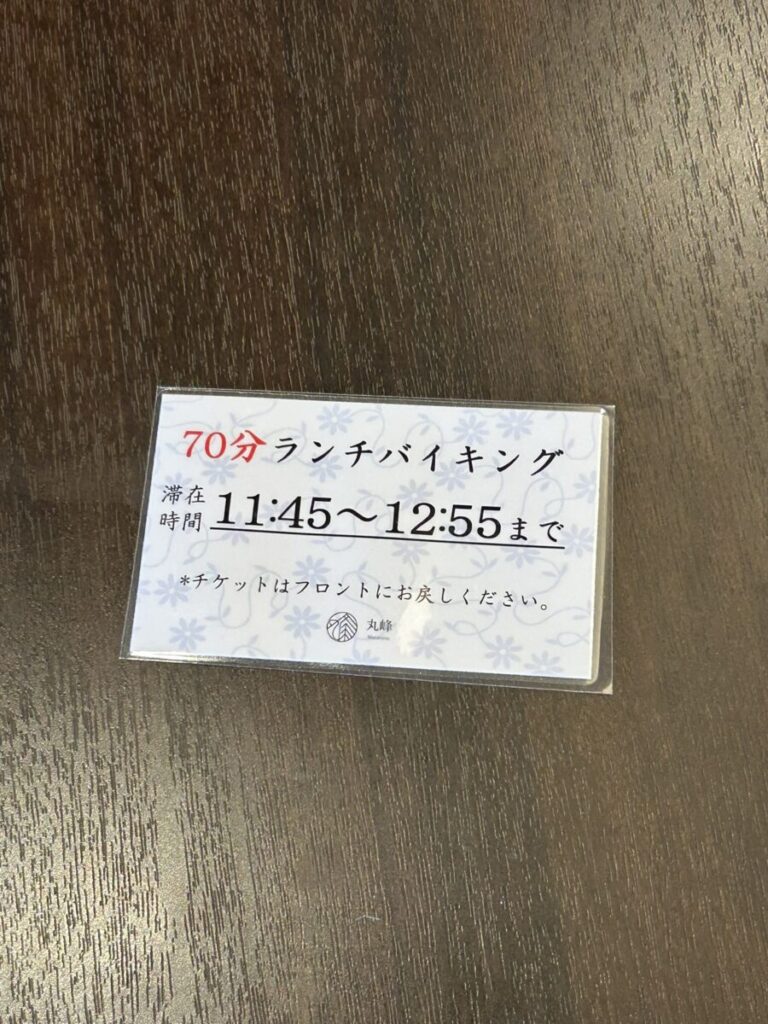 70分ランチバイキング
滞在時間 11:45～12:55まで
*チケットはフロントにお戻しください。
丸峰